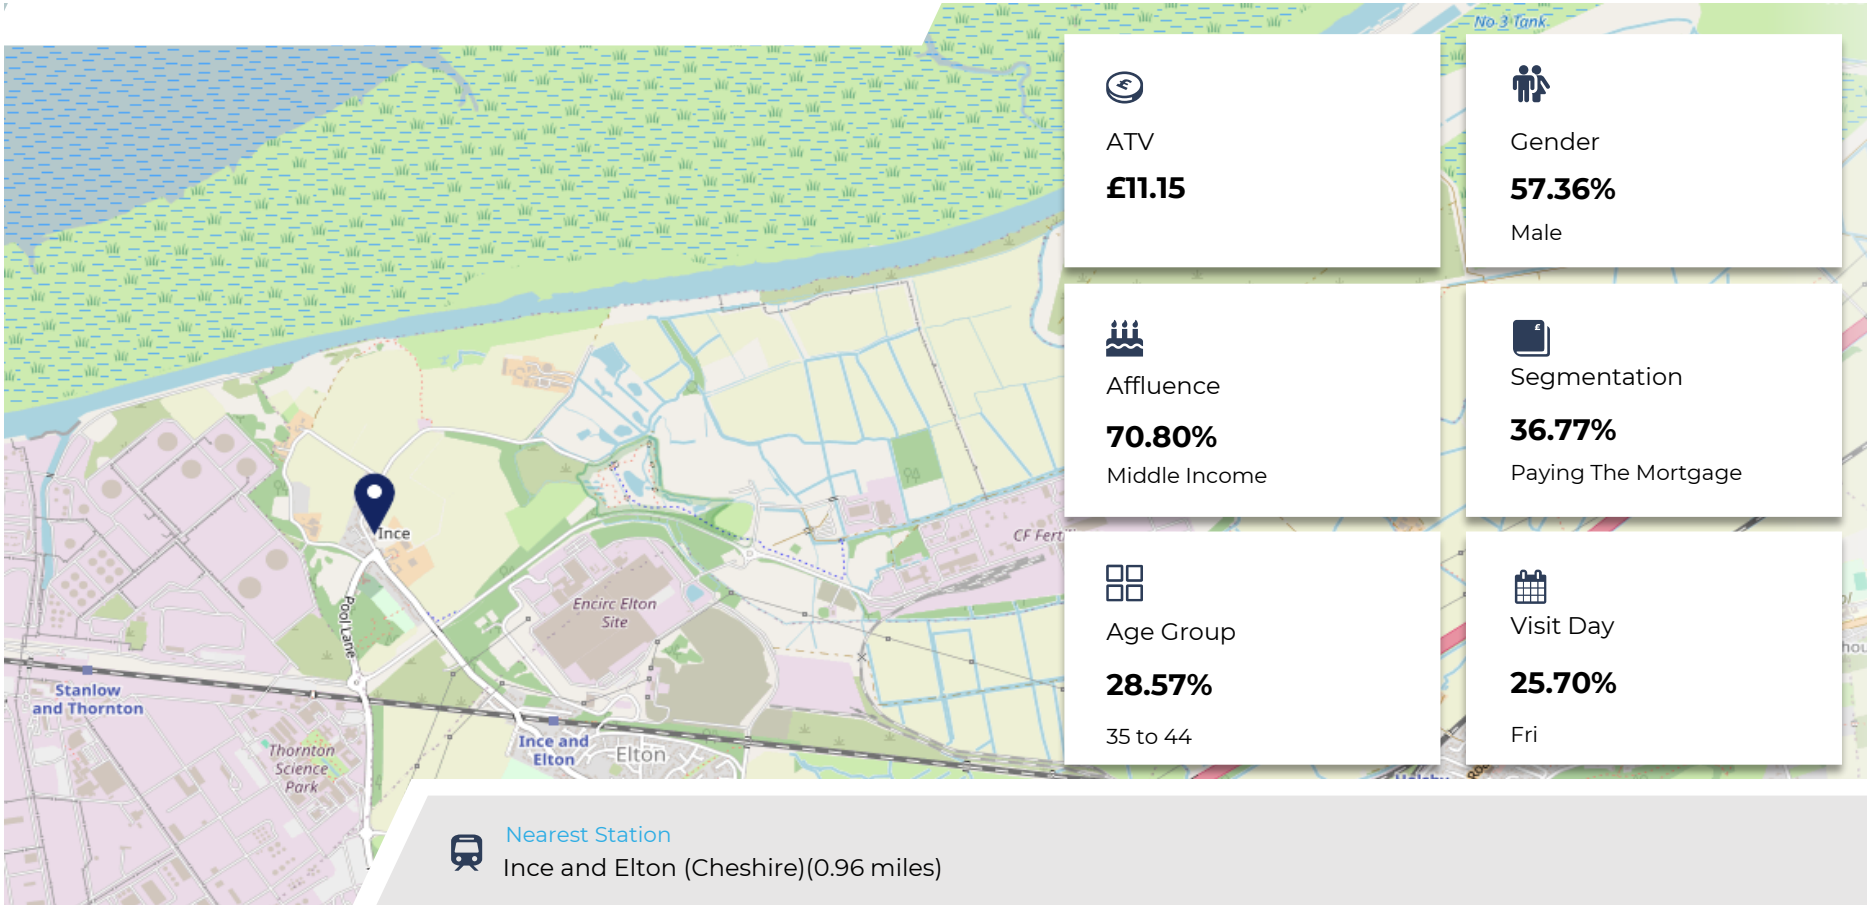 No 3 Tank
ATV
£11.15
Gender
57.36%
Male
Affluence
70.80%
Middle Income
Segmentation
£
36.77%
Paying The Mortgage
Age Group
28.57%
35 to 44
Visit Day
25.70%
Fri
Ince
CF Fert
Encirc Elton
Site
Pool Lane
Stanlow
and Thornton
Thornton
Science
Park
Ince and
Elton
Elton
Nearest Station
Ince and Elton (Cheshire)(0.96 miles)